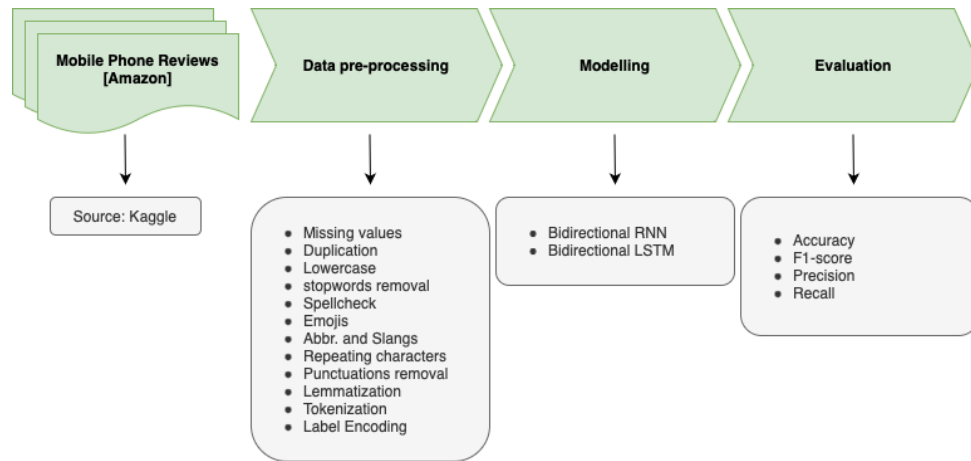 Mobile Phone Reviews
[Amazon]
Data pre-processing
Modelling
Evaluation
Source: Kaggle
Missing values
Duplication
Lowercase
stopwords removal
Spellcheck
Emojis
Abbr. and Slangs
Repeating characters
Punctuations removal
Lemmatization
Tokenization
Label Encoding
Bidirectional RNN
Bidirectional LSTM
Accuracy
F1-score
Precision
Recall